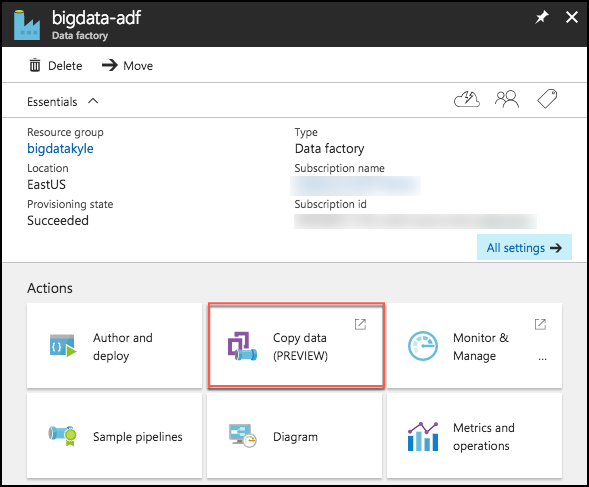 bigdata-adf
Data factory
Delete Move
Essentials
Resource group
bigdatakyle
Type
Data factory
Location
EastUS
Subscription name
Provisioning state
Succeeded
Subscription id
All settings
Actions
Author and
deploy
Copy data
(PREVIEW)
Monitor &
Manage ...
Sample pipelines
Diagram
Metrics and
operations